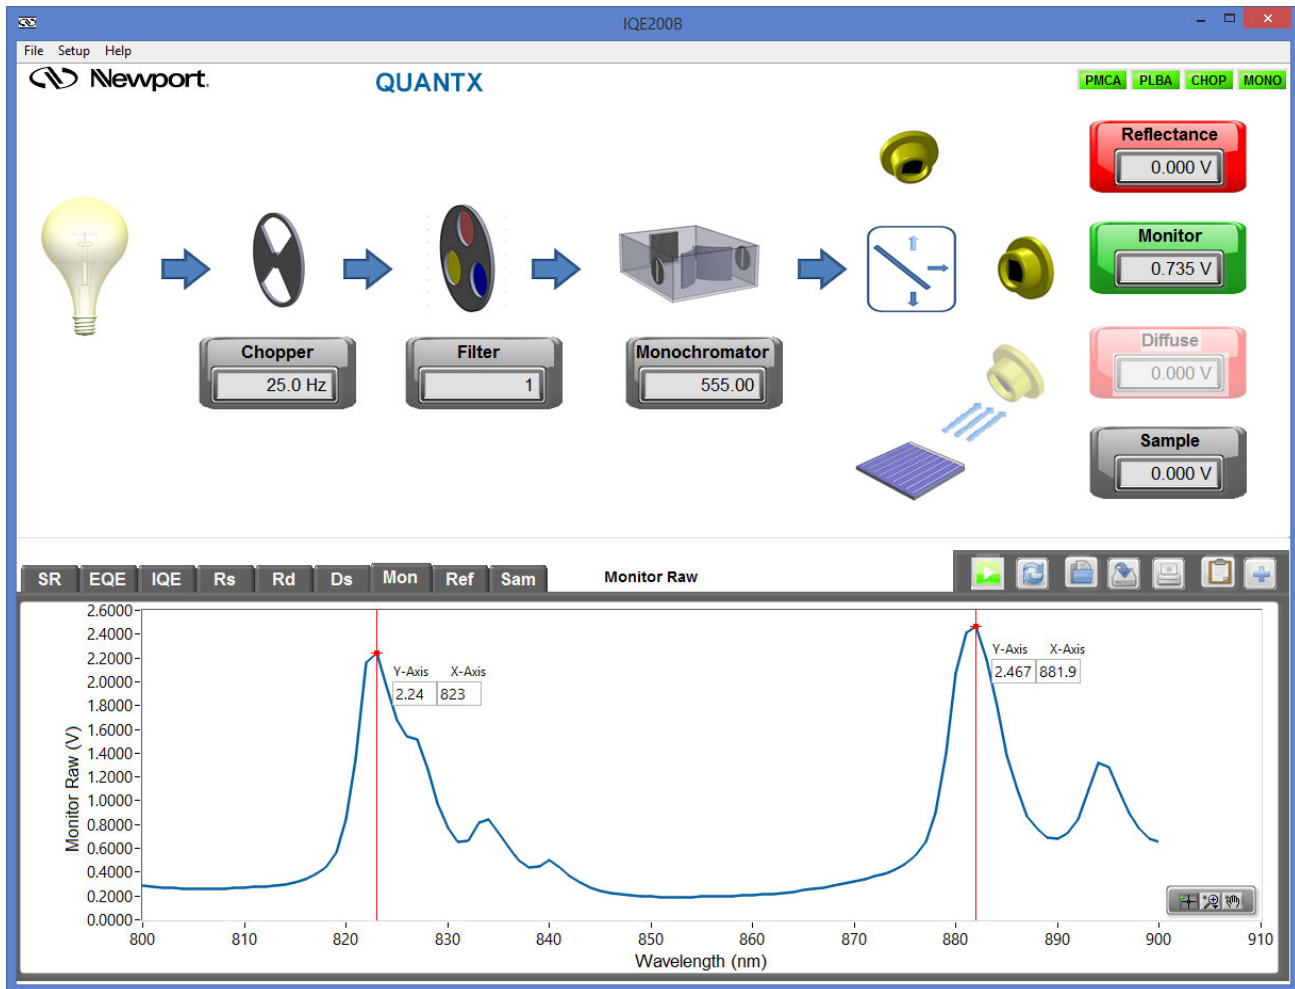 IQE200B
File Setup Help
Newport. QUANTX PMCA PLBA CHOP MONO
Reflectance
0.000 V
Monitor
0.735 V
Chopper
25.0 Hz
Filter
1
Monochromator
555.00
Diffuse
0.000 V
Sample
0.000 V
SR EQE IQE Rs Rd Ds Mon Ref Sam Monitor Raw
2.6000
2.4000
2.2000
2.0000
1.8000
1.6000
1.4000
1.2000
1.0000
0.8000
0.6000
0.4000
0.2000
0.0000
Monitor Raw (V)
Y-Axis X-Axis
2.24 823
Y-Axis X-Axis
2.467 881.9
800 810 820 830 840 850 860 870 880 890 900 910
Wavelength (nm)